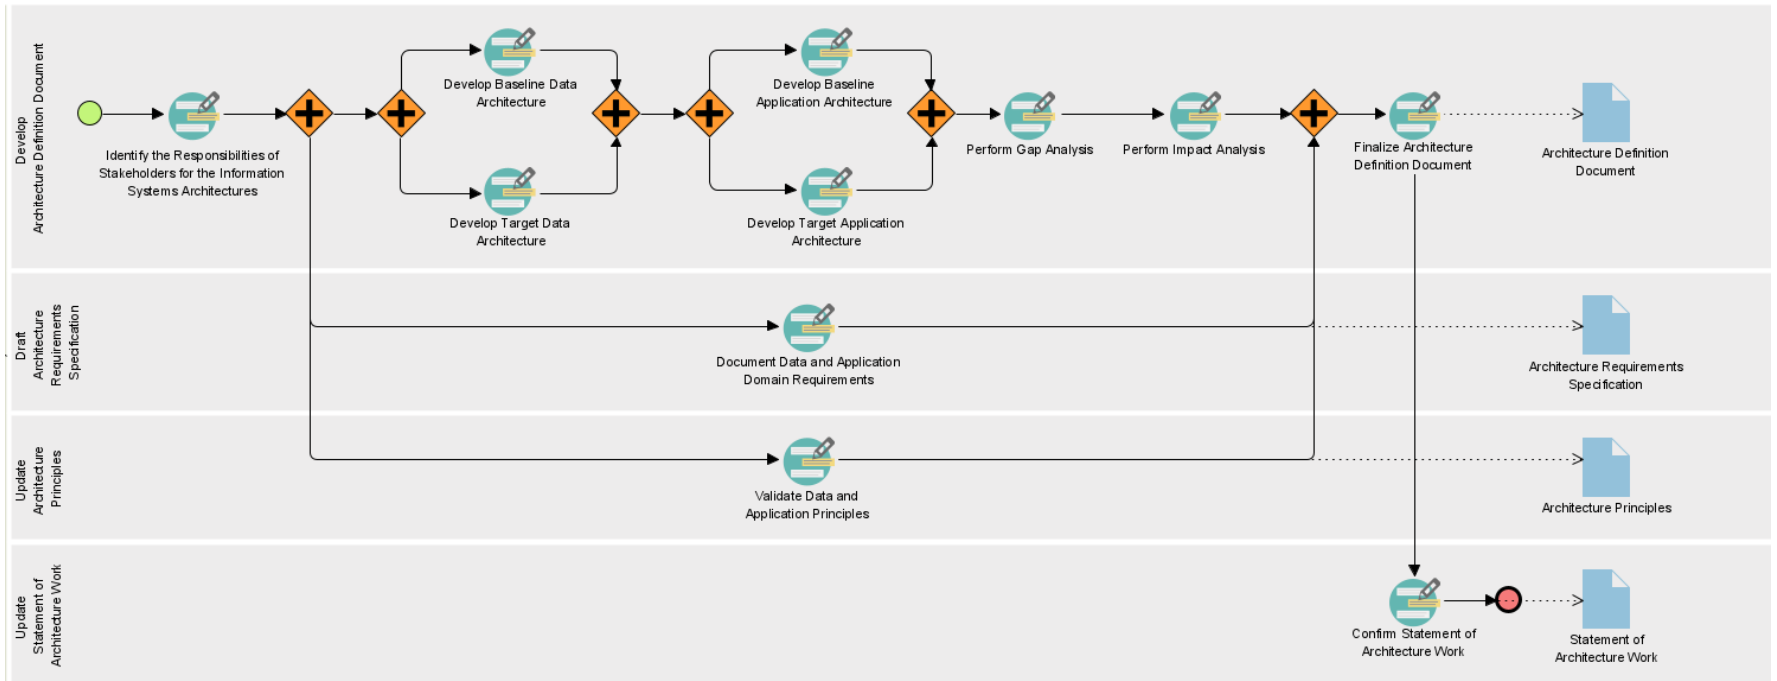 Develop
Architecture Definition Document
Identify the Responsibilities of
Stakeholders for the Information
Systems Architectures
Develop Baseline Data
Architecture
Develop Target Data
Architecture
Develop Baseline
Application Architecture
Develop Target Application
Architecture
Perform Gap Analysis
Perform Impact Analysis
Finalize Architecture
Definition Document
Architecture Definition
Document
Draft
Architecture
Requirements
Specification
Document Data and Application
Domain Requirements
Architecture Requirements
Specification
Update
Architecture
Principles
Validate Data and
Application Principles
Architecture Principles
Update
Statement of
Architecture Work
Confirm Statement of
Architecture Work
Statement of
Architecture Work